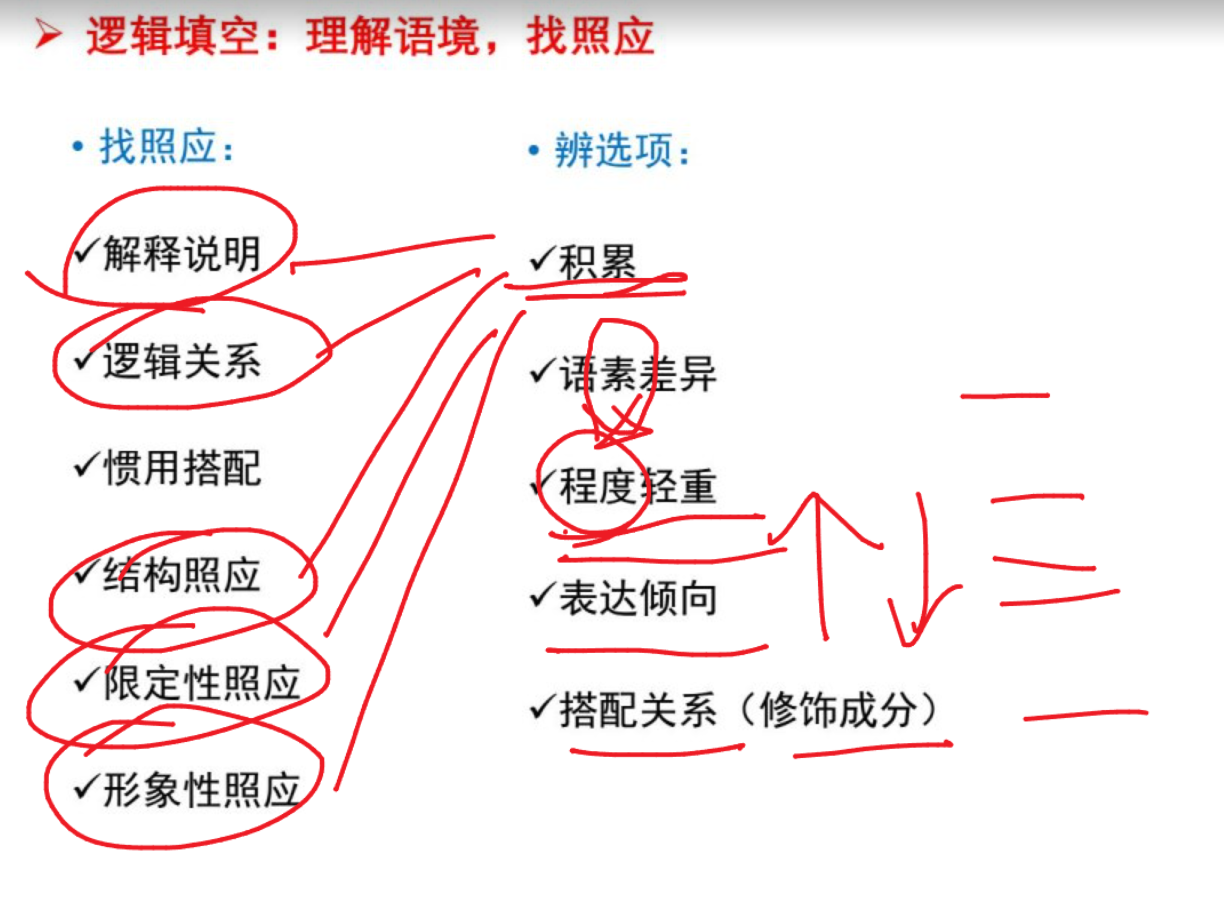 ➢ 逻辑填空：理解语境，找照应
• 找照应：
✓解释说明
✓逻辑关系
✓惯用搭配
✓结构照应
✓限定性照应
✓形象性照应
• 辨选项：
✓积累
✓语素差异
✓程度轻重
✓表达倾向
✓搭配关系（修饰成分）